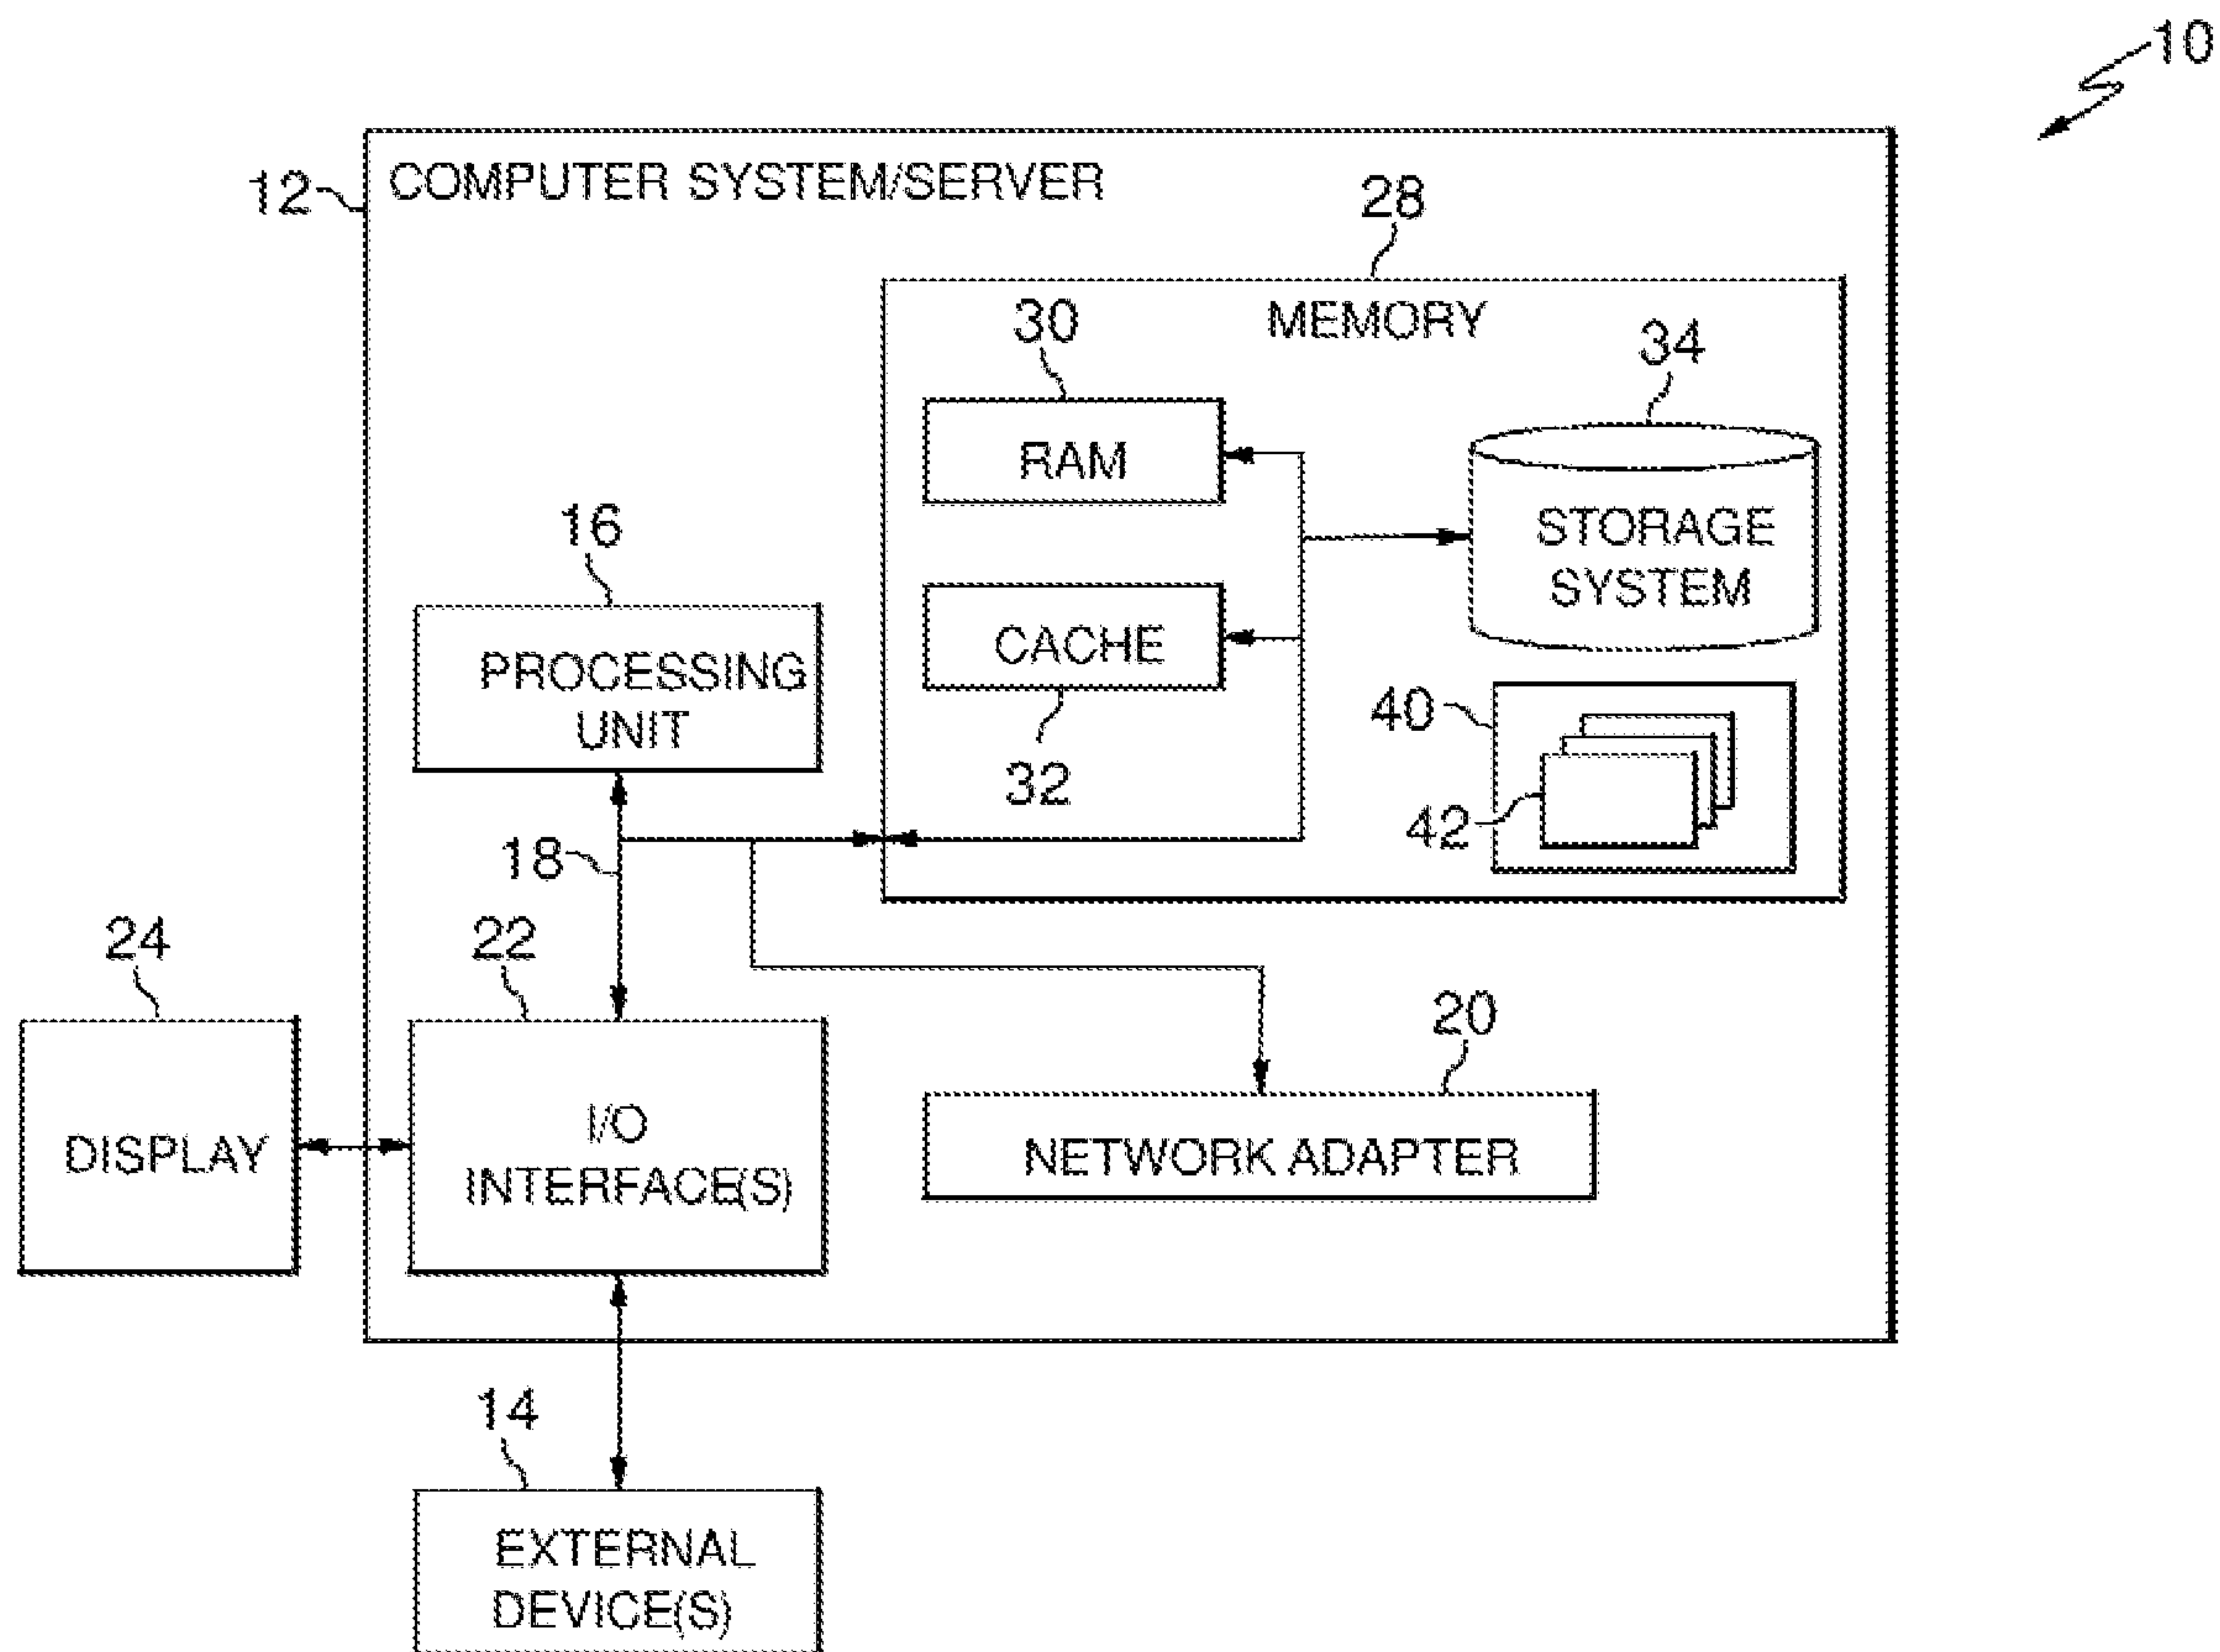 10
12
COMPUTER SYSTEM/SERVER
28
MEMORY
30
RAM
34
STORAGE
SYSTEM
16
PROCESSING
UNIT
CACHE
32
40
42
18
24
DISPLAY
22
I/O
INTERFACE(S)
20
NETWORK ADAPTER
14
EXTERNAL
DEVICE(S)